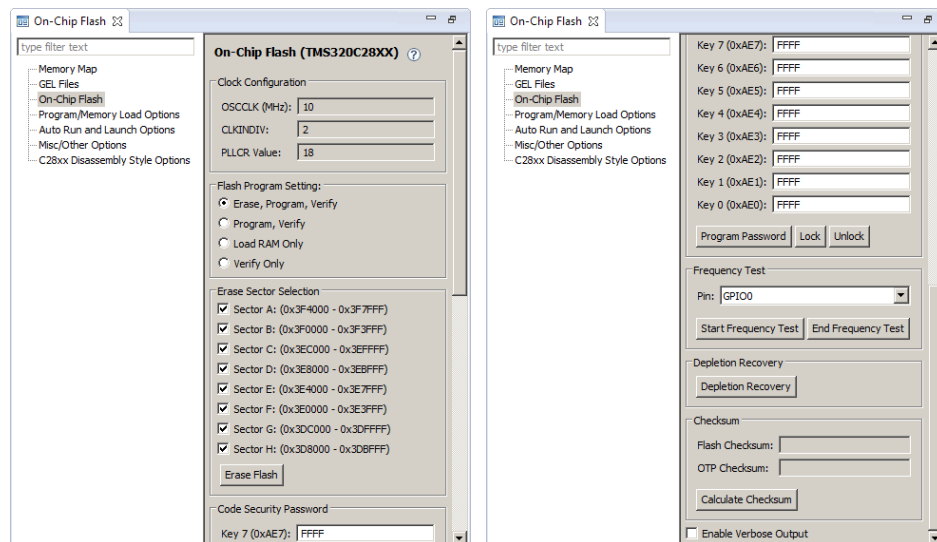 On-Chip Flash
type filter text
Memory Map
GEL Files
On-Chip Flash
Program/Memory Load Options
Auto Run and Launch Options
Misc/Other Options
C28xx Disassembly Style Options
On-Chip Flash (TMS320C28XX)
Clock Configuration
OSCCLK (MHz): 10
CLKINDIV: 2
PLLCR Value: 18
Flash Program Setting:
Erase, Program, Verify
Program, Verify
Load RAM Only
Verify Only
Erase Sector Selection
Sector A: (0x3F4000 - 0x3F7FFF)
Sector B: (0x3F0000 - 0x3F3FFF)
Sector C: (0x3EC000 - 0x3EFFFF)
Sector D: (0x3E8000 - 0x3EBFFF)
Sector E: (0x3E4000 - 0x3E7FFF)
Sector F: (0x3E0000 - 0x3E3FFF)
Sector G: (0x3DC000 - 0x3DFFFF)
Sector H: (0x3D8000 - 0x3DBFFF)
Erase Flash
Code Security Password
Key 7 (0xAE7): FFFF
On-Chip Flash
type filter text
Memory Map
GEL Files
On-Chip Flash
Program/Memory Load Options
Auto Run and Launch Options
Misc/Other Options
C28xx Disassembly Style Options
Key 7 (0xAE7): FFFF
Key 6 (0xAE6): FFFF
Key 5 (0xAE5): FFFF
Key 4 (0xAE4): FFFF
Key 3 (0xAE3): FFFF
Key 2 (0xAE2): FFFF
Key 1 (0xAE1): FFFF
Key 0 (0xAE0): FFFF
Program Password Lock Unlock
Frequency Test
Pin: GPIO0
Start Frequency Test End Frequency Test
Depletion Recovery
Depletion Recovery
Checksum
Flash Checksum:
OTP Checksum:
Calculate Checksum
Enable Verbose Output